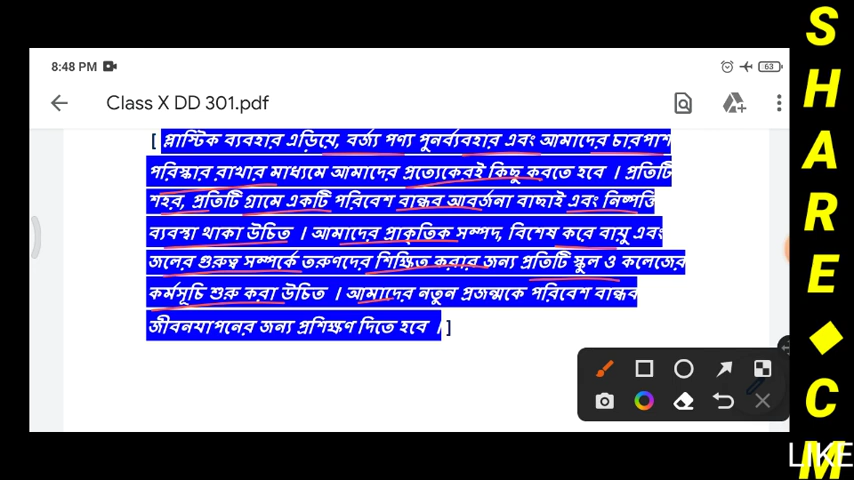 8:48 PM
63
Class X DD 301.pdf
[ প্লাস্টিক ব্যবহার এড়িয়ে, বর্জ্য পণ্য পুনর্ব্যবহার এবং আমাদের চারপাশ
পরিস্কার রাখার মাধ্যমে আমাদের প্রত্যেকেরই কিছু করতে হবে । প্রতিটি
শহর, প্রতিটি গ্রামে একটি পরিবেশ বান্ধব আবর্জনা বাছাই এবং নিষ্পত্তি
ব্যবস্থা থাকা উচিত । আমাদের প্রাকৃতিক সম্পদ, বিশেষ করে বায়ু এবং
জলের গুরুত্ব সম্পর্কে তরুণদের শিক্ষিত করার জন্য প্রতিটি স্কুল ও কলেজের
কর্মসূচি শুরু করা উচিত । আমাদের নতুন প্রজন্মকে পরিবেশ বান্ধব
জীবনযাপনের জন্য প্রশিক্ষণ দিতে হবে । ]
SHARE◆CM
LIKE